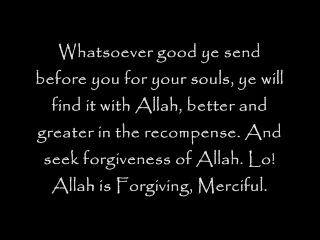 Whatsoever good ye send
before you for your souls, ye will
find it with Allah, better and
greater in the recompense. And
seek forgiveness of Allah. Lo!
Allah is Forgiving, Merciful.